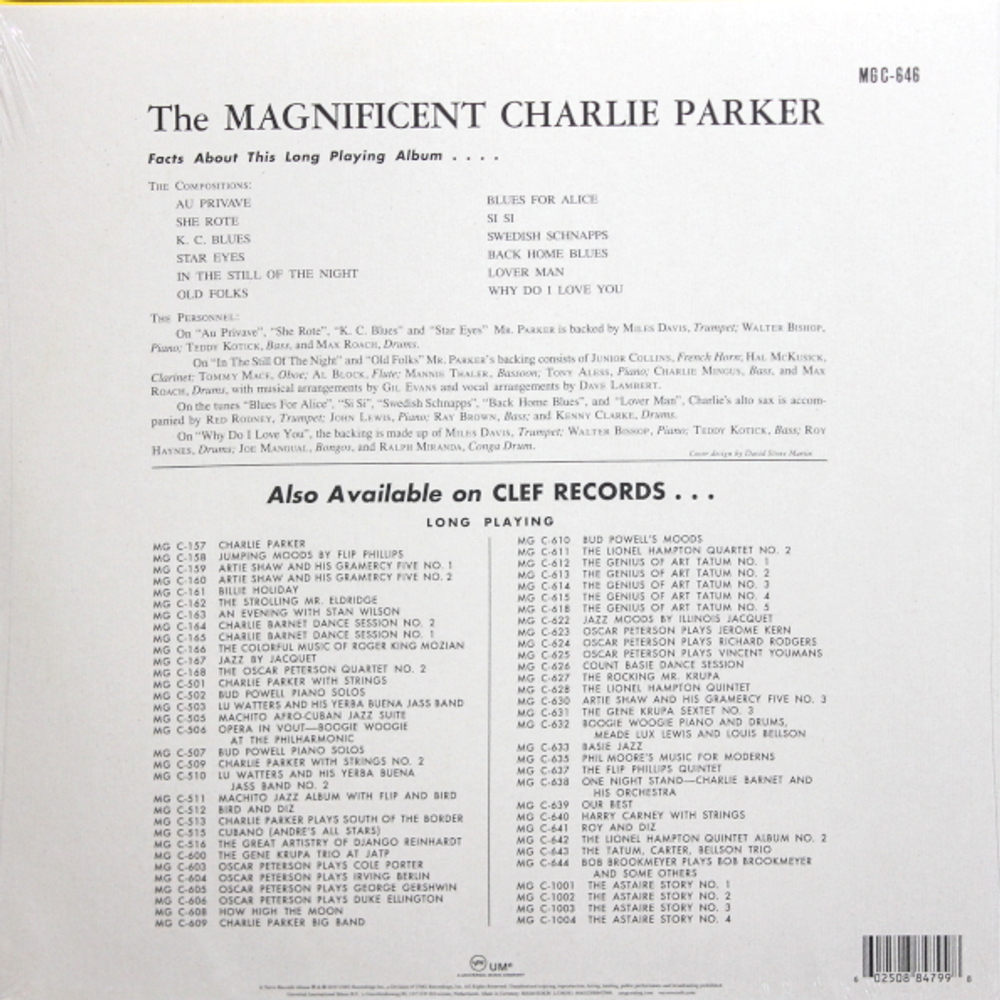 MG C-646
The MAGNIFICENT CHARLIE PARKER
Facts About This Long Playing Album . . . .
THE COMPOSITIONS:
AU PRIVAVE
SHE ROTE
K. C. BLUES
STAR EYES
IN THE STILL OF THE NIGHT
OLD FOLKS
BLUES FOR ALICE
SI SI
SWEDISH SCHNAPPS
BACK HOME BLUES
LOVER MAN
WHY DO I LOVE YOU
THE PERSONNEL:
On "Au Privave", "She Rote", "K. C. Blues" and "Star Eyes" MR. PARKER is backed by MILES DAVIS, Trumpet; WALTER BISHOP,
Piano; TEDDY KOTICK, Bass, and MAX ROACH, Drums.
On "In The Still Of The Night" and "Old Folks" MR. PARKER's backing consists of JUNIOR COLLINS, French Horn; HAL MCKUSICK,
Clarinet; TOMMY MACE, Oboe; AL BLOCK, Flute; MANNIE THALER, Bassoon; TONY ALESS, Piano; CHARLIE MINGUS, Bass, and MAX
ROACH, Drums, with musical arrangements by GIL EVANS and vocal arrangements by DAVE LAMBERT.
On the tunes "Blues For Alice", "Si Si", "Swedish Schnapps", "Back Home Blues", and "Lover Man", Charlie's alto sax is accom-
panied by RED RODNEY, Trumpet; JOHN LEWIS, Piano; RAY BROWN, Bass; and KENNY CLARKE, Drums.
On "Why Do I Love You", the backing is made up of MILES DAVIS, Trumpet; WALTER BISHOP, Piano; TEDDY KOTICK, Bass; ROY
HAYNES, Drums; JOE MANGUAL, Bongos, and RALPH MIRANDA, Conga Drum.
Cover design by David Stone Martin
Also Available on CLEF RECORDS . . .
LONG PLAYING
MG C-157 CHARLIE PARKER
MG C-158 JUMPING MOODS BY FLIP PHILLIPS
MG C-159 ARTIE SHAW AND HIS GRAMERCY FIVE NO. 1
MG C-160 ARTIE SHAW AND HIS GRAMERCY FIVE NO. 2
MG C-161 BILLIE HOLIDAY
MG C-162 THE STROLLING MR. ELDRIDGE
MG C-163 AN EVENING WITH STAN WILSON
MG C-164 CHARLIE BARNET DANCE SESSION NO. 2
MG C-165 CHARLIE BARNET DANCE SESSION NO. 1
MG C-166 THE COLORFUL MUSIC OF ROGER KING MOZIAN
MG C-167 JAZZ BY JACQUET
MG C-168 THE OSCAR PETERSON QUARTET NO. 2
MG C-501 CHARLIE PARKER WITH STRINGS
MG C-502 BUD POWELL PIANO SOLOS
MG C-503 LU WATTERS AND HIS YERBA BUENA JASS BAND
MG C-505 MACHITO AFRO-CUBAN JAZZ SUITE
MG C-506 OPERA IN VOUT—BOOGIE WOOGIE
AT THE PHILHARMONIC
MG C-507 BUD POWELL PIANO SOLOS
MG C-509 CHARLIE PARKER WITH STRINGS NO. 2
MG C-510 LU WATTERS AND HIS YERBA BUENA
JASS BAND NO. 2
MG C-511 MACHITO JAZZ ALBUM WITH FLIP AND BIRD
MG C-512 BIRD AND DIZ
MG C-513 CHARLIE PARKER PLAYS SOUTH OF THE BORDER
MG C-515 CUBANO (ANDRE'S ALL STARS)
MG C-516 THE GREAT ARTISTRY OF DJANGO REINHARDT
MG C-600 THE GENE KRUPA TRIO AT JATP
MG C-603 OSCAR PETERSON PLAYS COLE PORTER
MG C-604 OSCAR PETERSON PLAYS IRVING BERLIN
MG C-605 OSCAR PETERSON PLAYS GEORGE GERSHWIN
MG C-606 OSCAR PETERSON PLAYS DUKE ELLINGTON
MG C-608 HOW HIGH THE MOON
MG C-609 CHARLIE PARKER BIG BAND
MG C-610 BUD POWELL'S MOODS
MG C-611 THE LIONEL HAMPTON QUARTET NO. 2
MG C-612 THE GENIUS OF ART TATUM NO. 1
MG C-613 THE GENIUS OF ART TATUM NO. 2
MG C-614 THE GENIUS OF ART TATUM NO. 3
MG C-615 THE GENIUS OF ART TATUM NO. 4
MG C-618 THE GENIUS OF ART TATUM NO. 5
MG C-622 JAZZ MOODS BY ILLINOIS JACQUET
MG C-623 OSCAR PETERSON PLAYS JEROME KERN
MG C-624 OSCAR PETERSON PLAYS RICHARD RODGERS
MG C-625 OSCAR PETERSON PLAYS VINCENT YOUMANS
MG C-626 COUNT BASIE DANCE SESSION
MG C-627 THE ROCKING MR. KRUPA
MG C-628 THE LIONEL HAMPTON QUINTET
MG C-630 ARTIE SHAW AND HIS GRAMERCY FIVE NO. 3
MG C-631 THE GENE KRUPA SEXTET NO. 3
MG C-632 BOOGIE WOOGIE PIANO AND DRUMS,
MEADE LUX LEWIS AND LOUIS BELLSON
MG C-633 BASIE JAZZ
MG C-635 PHIL MOORE'S MUSIC FOR MODERNS
MG C-637 THE FLIP PHILLIPS QUINTET
MG C-638 ONE NIGHT STAND—CHARLIE BARNET AND
HIS ORCHESTRA
MG C-639 OUR BEST
MG C-640 HARRY CARNEY WITH STRINGS
MG C-641 ROY AND DIZ
MG C-642 THE LIONEL HAMPTON QUINTET ALBUM NO. 2
MG C-643 THE TATUM, CARTER, BELLSON TRIO
MG C-644 BOB BROOKMEYER PLAYS BOB BROOKMEYER
AND SOME OTHERS
MG C-1001 THE ASTAIRE STORY NO. 1
MG C-1002 THE ASTAIRE STORY NO. 2
MG C-1003 THE ASTAIRE STORY NO. 3
MG C-1004 THE ASTAIRE STORY NO. 4
UMe
A UNIVERSAL MUSIC COMPANY
6 02508 84799 8